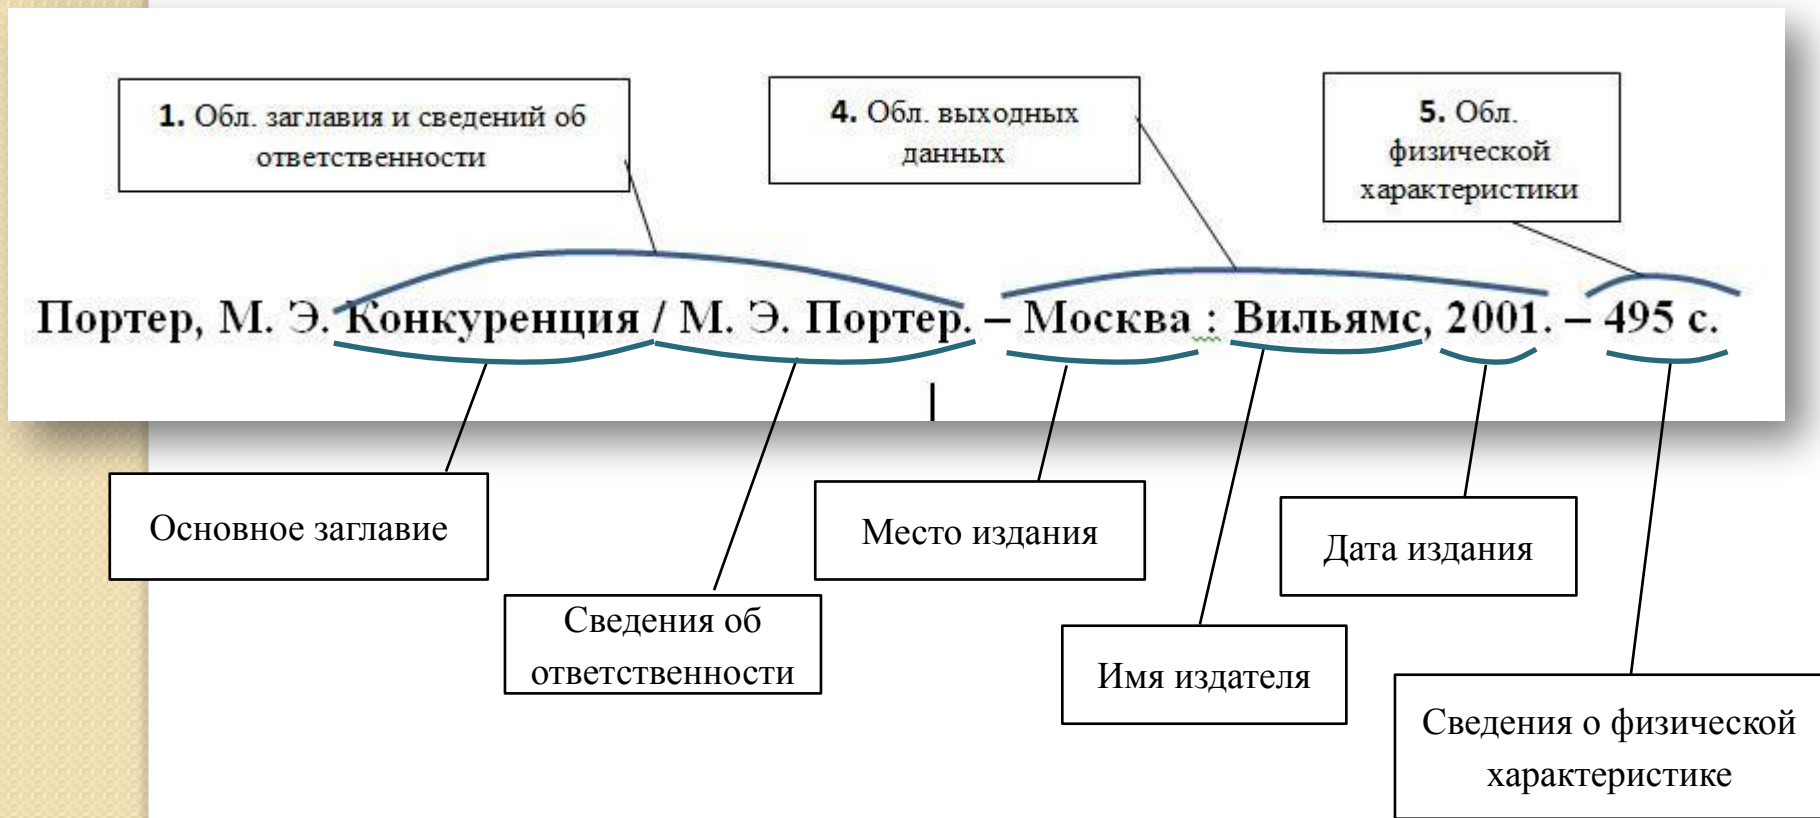 1. Обл. заглавия и сведений об
ответственности
4. Обл. выходных
данных
5. Обл.
физической
характеристики
Портер, М. Э. Конкуренция / М. Э. Портер. – Москва : Вильямс, 2001. – 495 с.
Основное заглавие
Сведения об
ответственности
Место издания
Имя издателя
Дата издания
Сведения о физической
характеристике